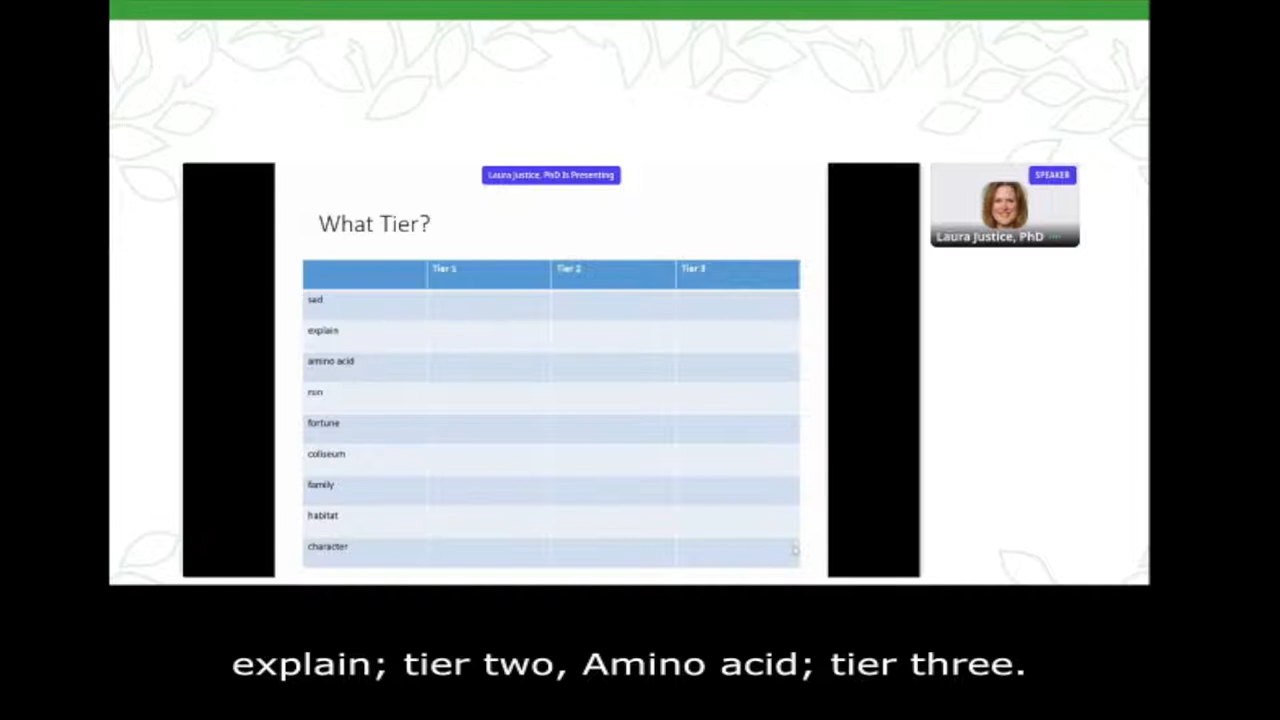 Laura Justice, PhD Is Presenting
SPEAKER
Laura Justice, PhD
What Tier?
Tier 1 Tier 2 Tier 3
sad
explain
amino acid
run
fortune
coliseum
family
habitat
character
explain; tier two, Amino acid; tier three.